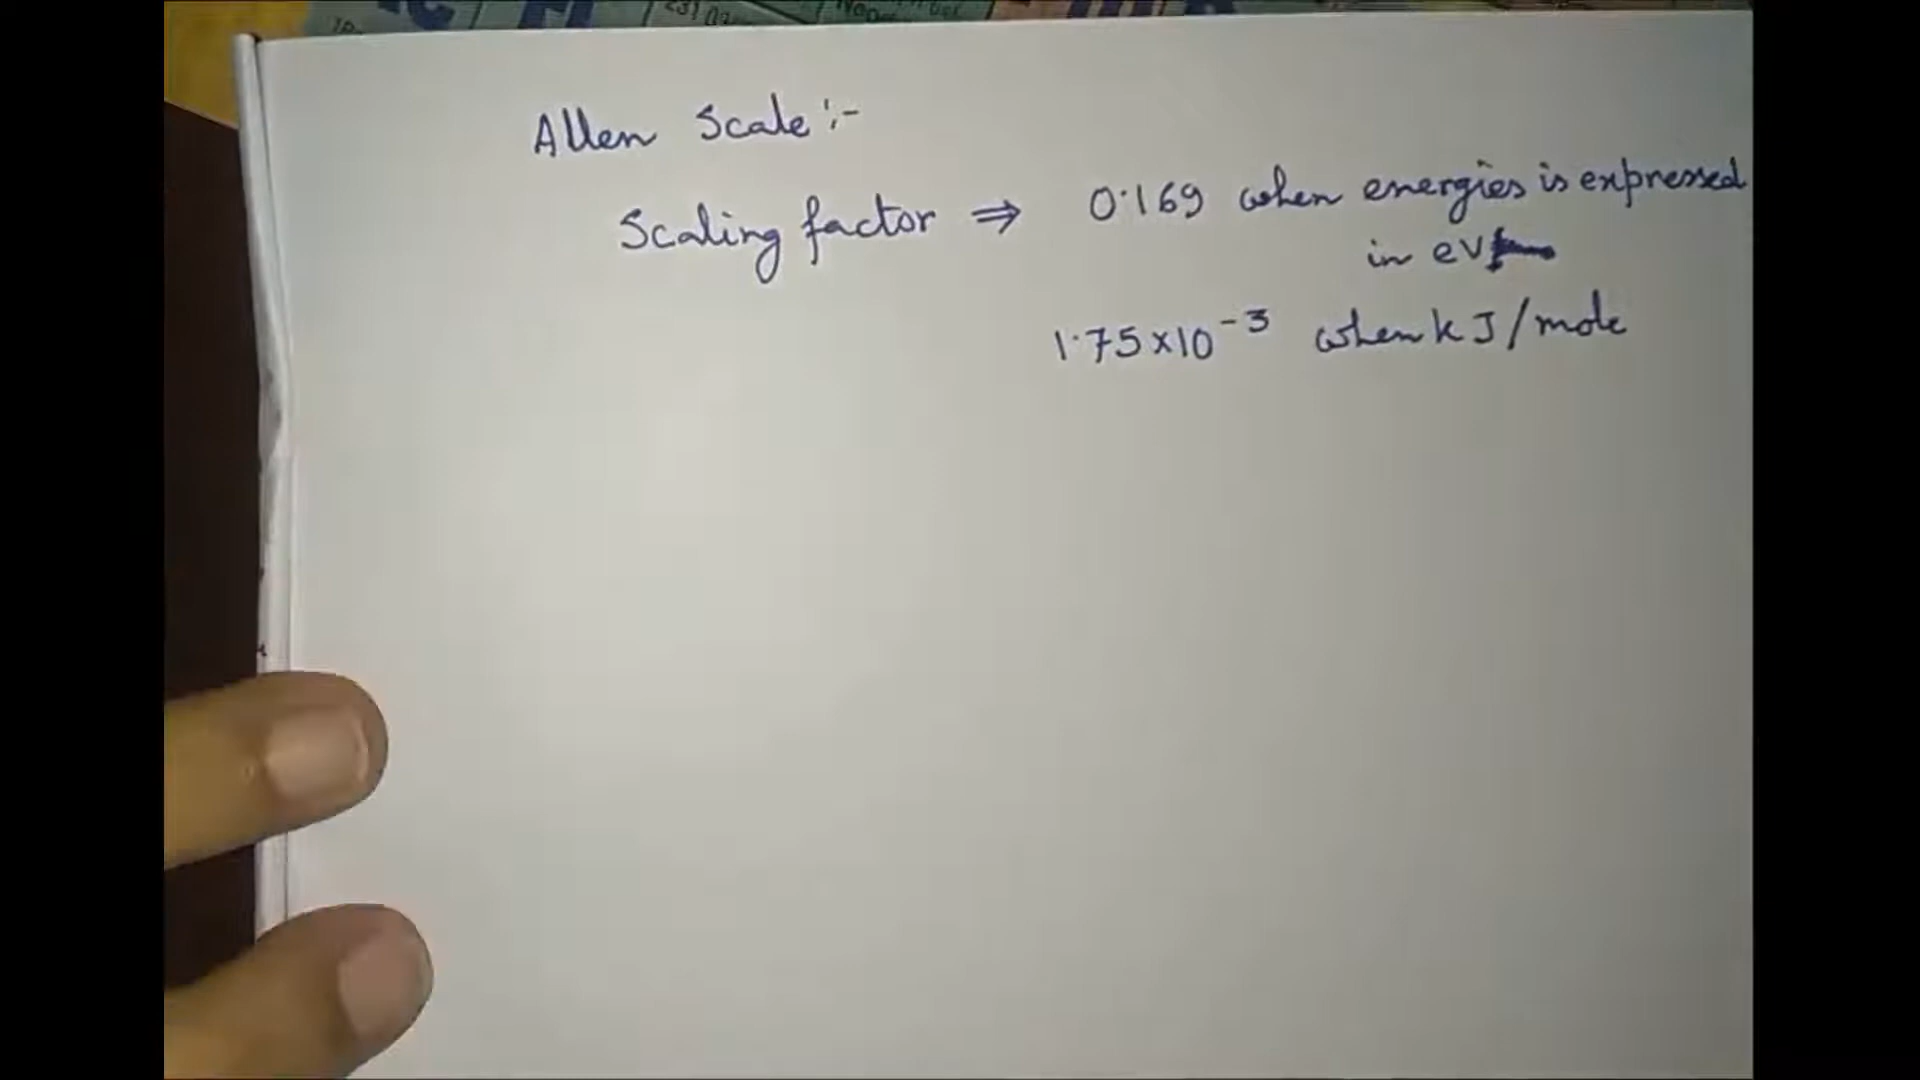 Allen Scale :-
Scaling factor ⇒ 0.169 when energies is expressed
in eV
1.75×10⁻³ when kJ/mole